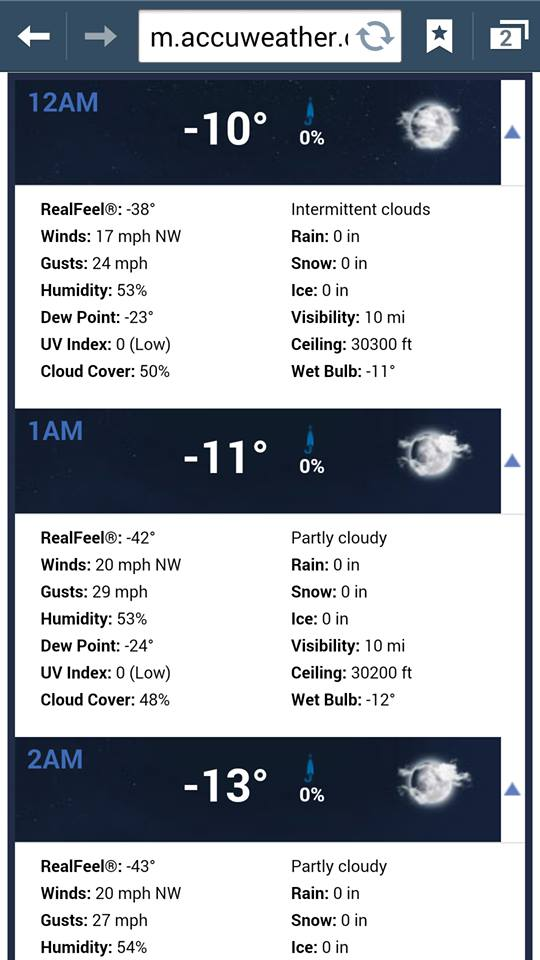 m.accuweather.c
2
12AM
-10°
0%
RealFeel®: -38°
Intermittent clouds
Winds: 17 mph NW
Rain: 0 in
Gusts: 24 mph
Snow: 0 in
Humidity: 53%
Ice: 0 in
Dew Point: -23°
Visibility: 10 mi
UV Index: 0 (Low)
Ceiling: 30300 ft
Cloud Cover: 50%
Wet Bulb: -11°
1AM
-11°
0%
RealFeel®: -42°
Partly cloudy
Winds: 20 mph NW
Rain: 0 in
Gusts: 29 mph
Snow: 0 in
Humidity: 53%
Ice: 0 in
Dew Point: -24°
Visibility: 10 mi
UV Index: 0 (Low)
Ceiling: 30200 ft
Cloud Cover: 48%
Wet Bulb: -12°
2AM
-13°
0%
RealFeel®: -43°
Partly cloudy
Winds: 20 mph NW
Rain: 0 in
Gusts: 27 mph
Snow: 0 in
Humidity: 54%
Ice: 0 in